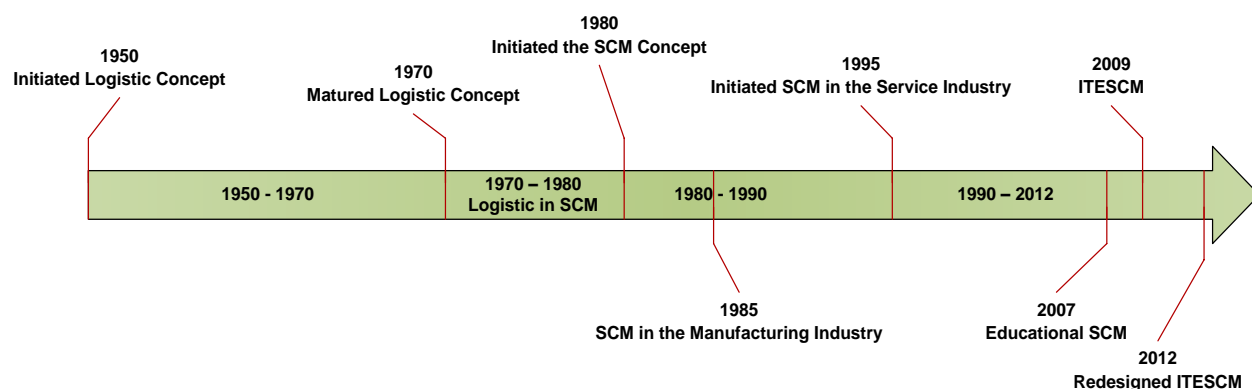 1950
Initiated Logistic Concept
1970
Matured Logistic Concept
1980
Initiated the SCM Concept
1995
Initiated SCM in the Service Industry
2009
ITESCM
1950 - 1970
1970 – 1980
Logistic in SCM
1980 - 1990
1990 – 2012
1985
SCM in the Manufacturing Industry
2007
Educational SCM
2012
Redesigned ITESCM